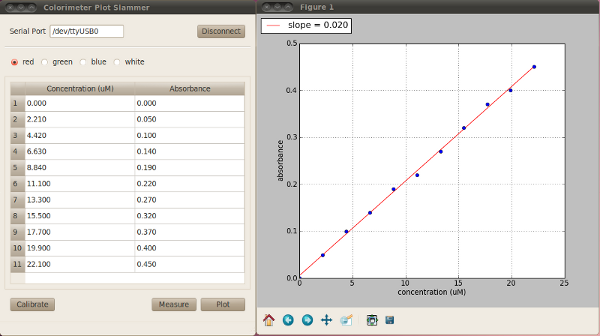 Colorimeter Plot Slammer
Serial Port /dev/ttyUSB0 Disconnect
red green blue white
Concentration (uM) Absorbance
1 0.000 0.000
2 2.210 0.050
3 4.420 0.100
4 6.630 0.140
5 8.840 0.190
6 11.100 0.220
7 13.300 0.270
8 15.500 0.320
9 17.700 0.370
10 19.900 0.400
11 22.100 0.450
Calibrate Measure Plot
Figure 1
slope = 0.020
0.5
0.4
0.3
absorbance
0.2
0.1
0.0
0 5 10 15 20 25
concentration (uM)